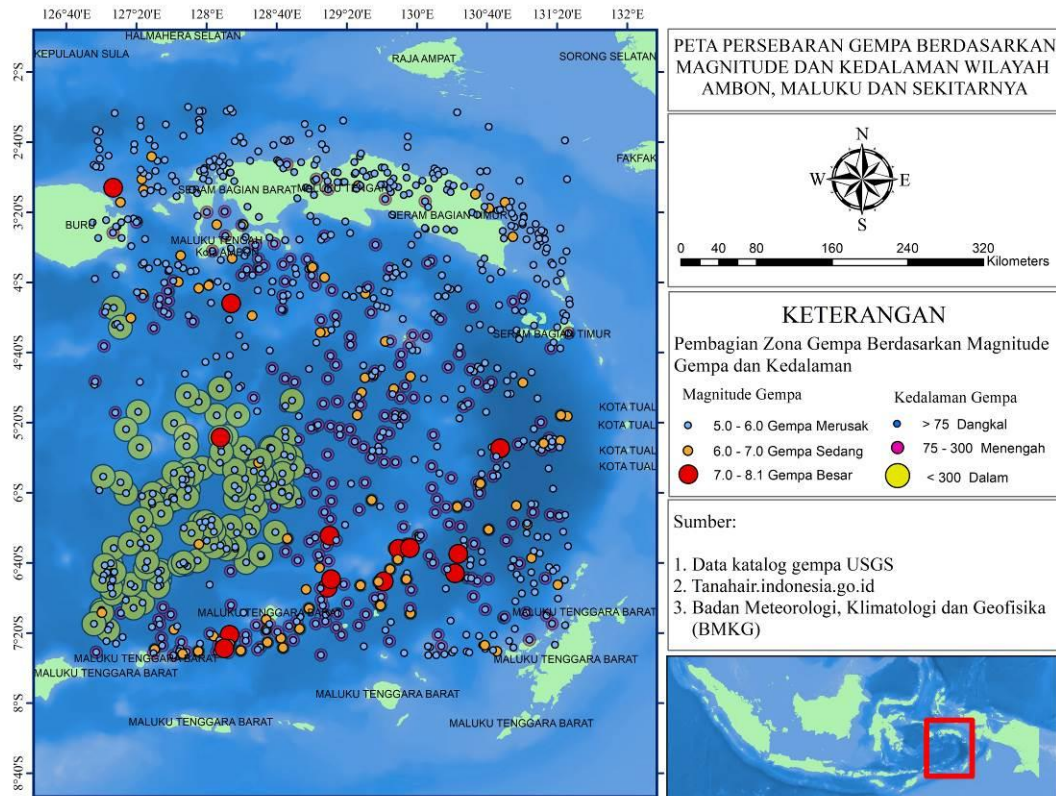 126°40'E 127°20'E 128°E 128°40'E 129°20'E 130°E 130°40'E 131°20'E 132°E
HALMAHERA SELATAN
KEPULAUAN SULA
RAJA AMPAT
SORONG SELATAN
2°S
2°40'S
FAKFAK
SERAM BAGIAN BARAT
MALUKU TENGAH
SERAM BAGIAN TIMUR
3°20'S
BURU
MALUKU TENGAH
4°S
SERAM BAGIAN TIMUR
4°40'S
KOTA TUAL
5°20'S
KOTA TUAL
KOTA TUAL
KOTA TUAL
6°S
6°40'S
MALUKU TENGGARA BARAT
MALUKU TENGGARA BARAT
7°20'S
MALUKU TENGGARA BARAT
MALUKU TENGGARA BARAT
MALUKU TENGGARA BARAT
MALUKU TENGGARA BARAT
8°S
MALUKU TENGGARA BARAT
MALUKU TENGGARA BARAT
8°40'S
PETA PERSEBARAN GEMPA BERDASARKAN
MAGNITUDE DAN KEDALAMAN WILAYAH
AMBON, MALUKU DAN SEKITARNYA
N
W E
S
0 40 80 160 240 320
Kilometers
KETERANGAN
Pembagian Zona Gempa Berdasarkan Magnitude
Gempa dan Kedalaman
Magnitude Gempa
5.0 - 6.0 Gempa Merusak
6.0 - 7.0 Gempa Sedang
7.0 - 8.1 Gempa Besar
Kedalaman Gempa
> 75 Dangkal
75 - 300 Menengah
< 300 Dalam
Sumber:
1. Data katalog gempa USGS
2. Tanahair.indonesia.go.id
3. Badan Meteorologi, Klimatologi dan Geofisika
(BMKG)